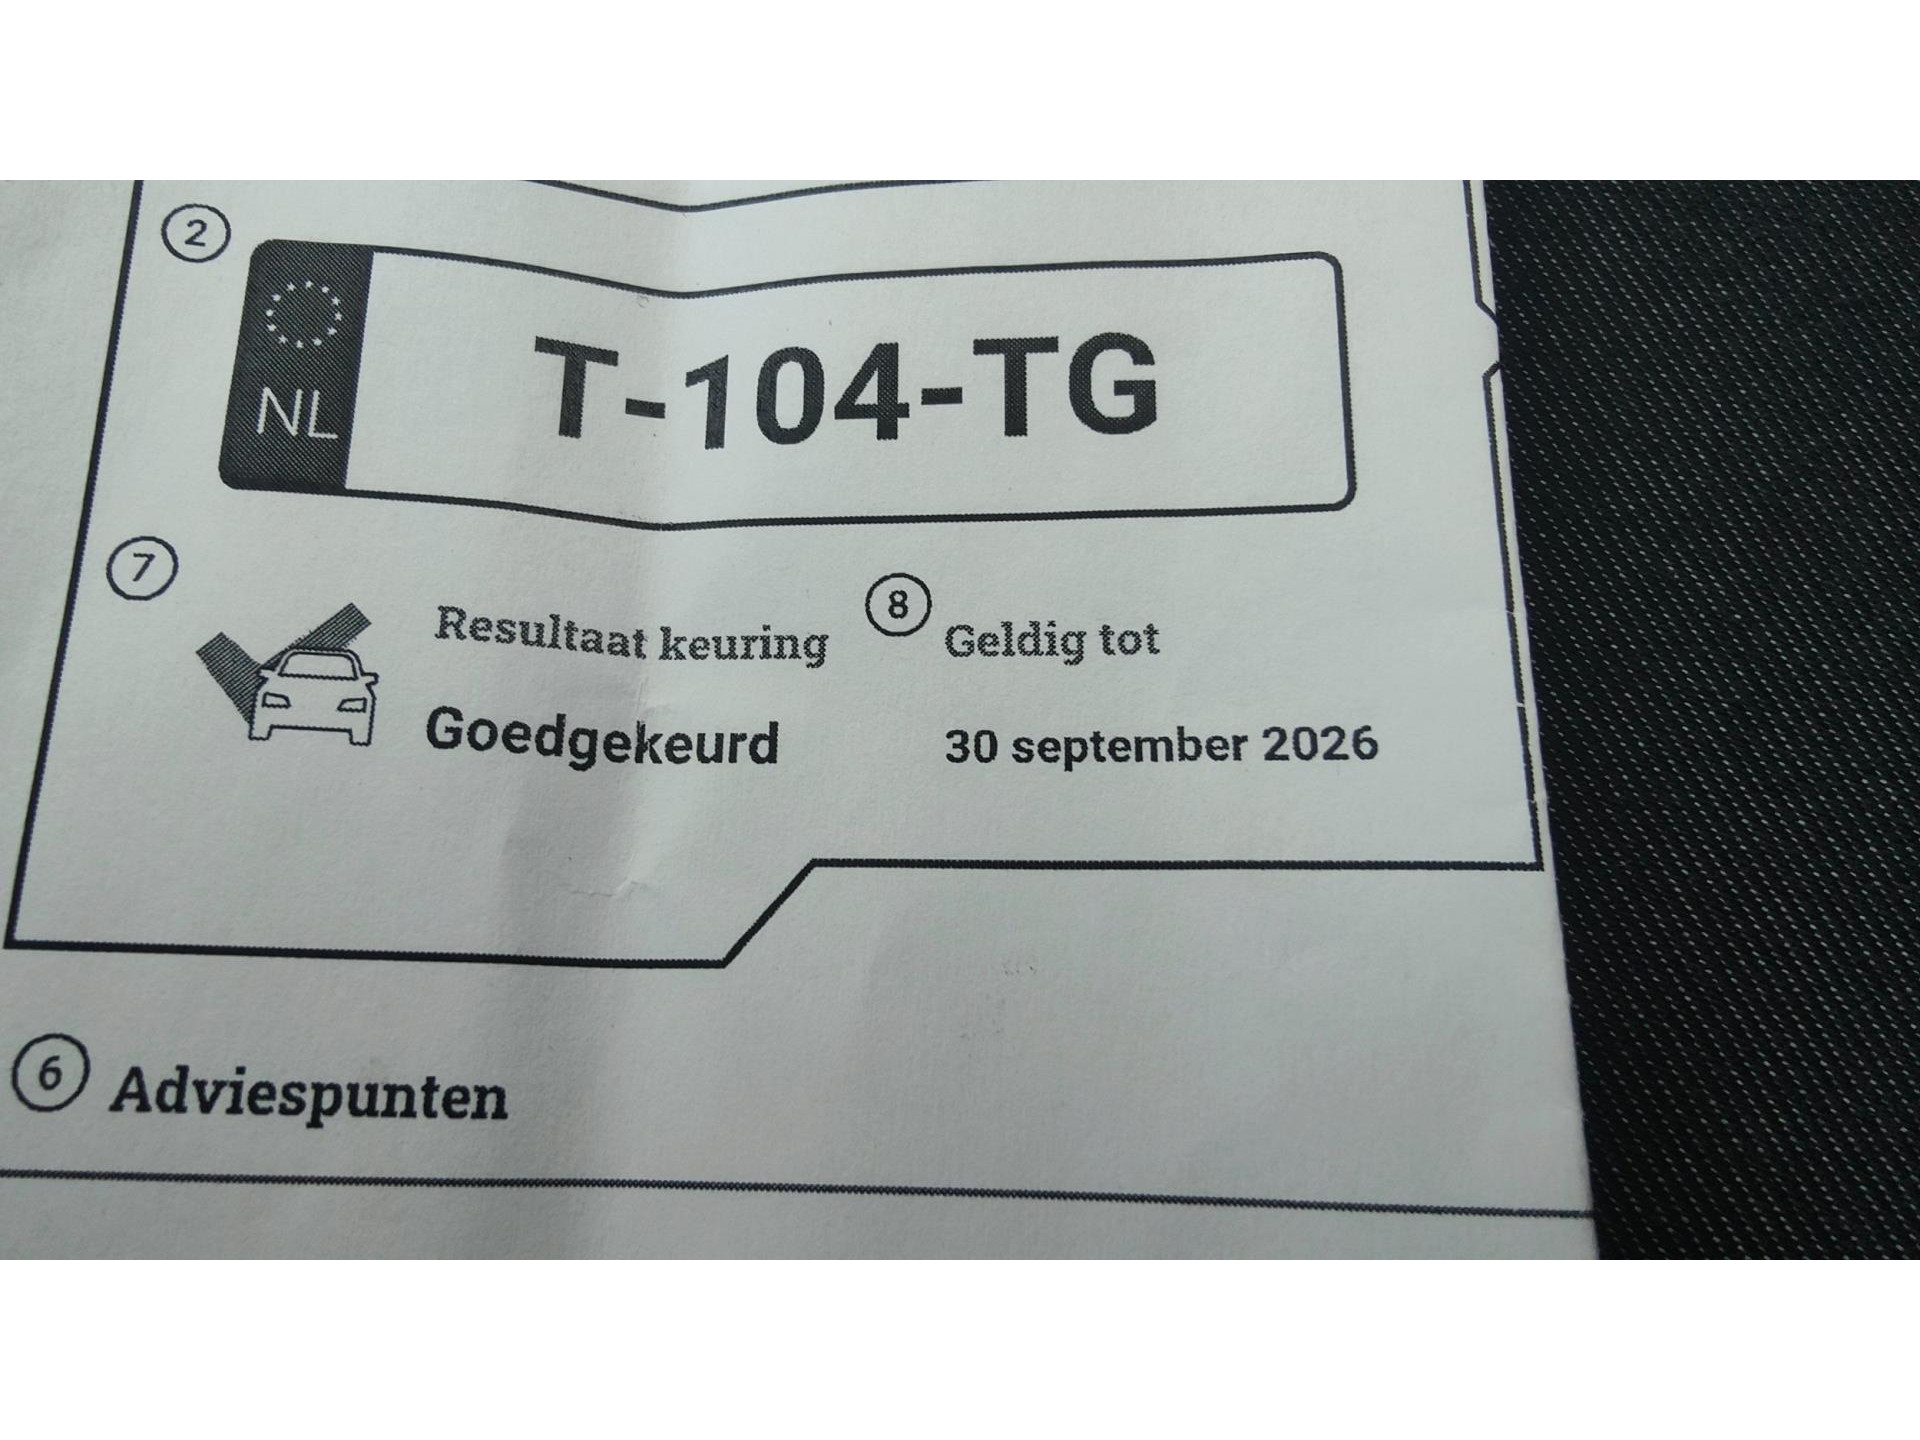 2
NL T-104-TG
7
Resultaat keuring
Goedgekeurd
8
Geldig tot
30 september 2026
6 Adviespunten